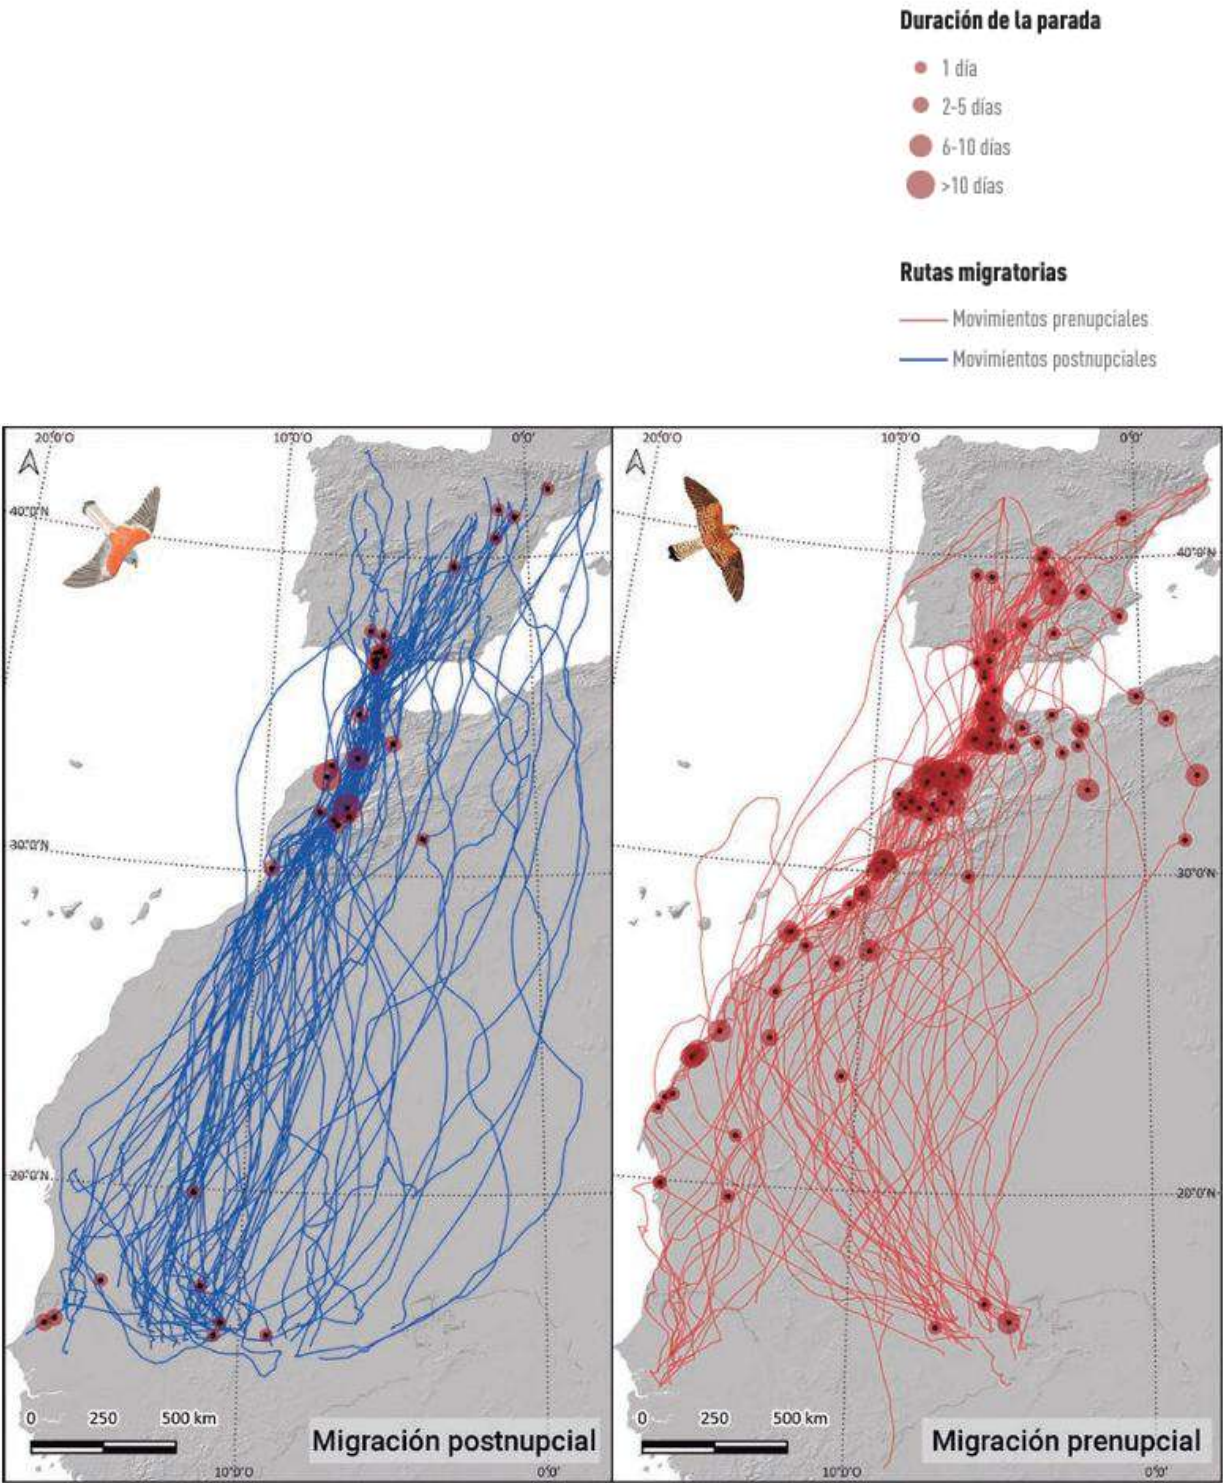 Duración de la parada
1 día
2-5 días
6-10 días
>10 días
Rutas migratorias
Movimientos prenupciales
Movimientos postnupciales
20°0'O
10°0'O
0°0'
40°0'N
30°0'N
20°0'N
0
250
500 km
Migración postnupcial
10°0'O
0°0'
20°0'O
10°0'O
0°0'
40°0'N
30°0'N
20°0'N
0
250
500 km
Migración prenupcial
10°0'O
0°0'